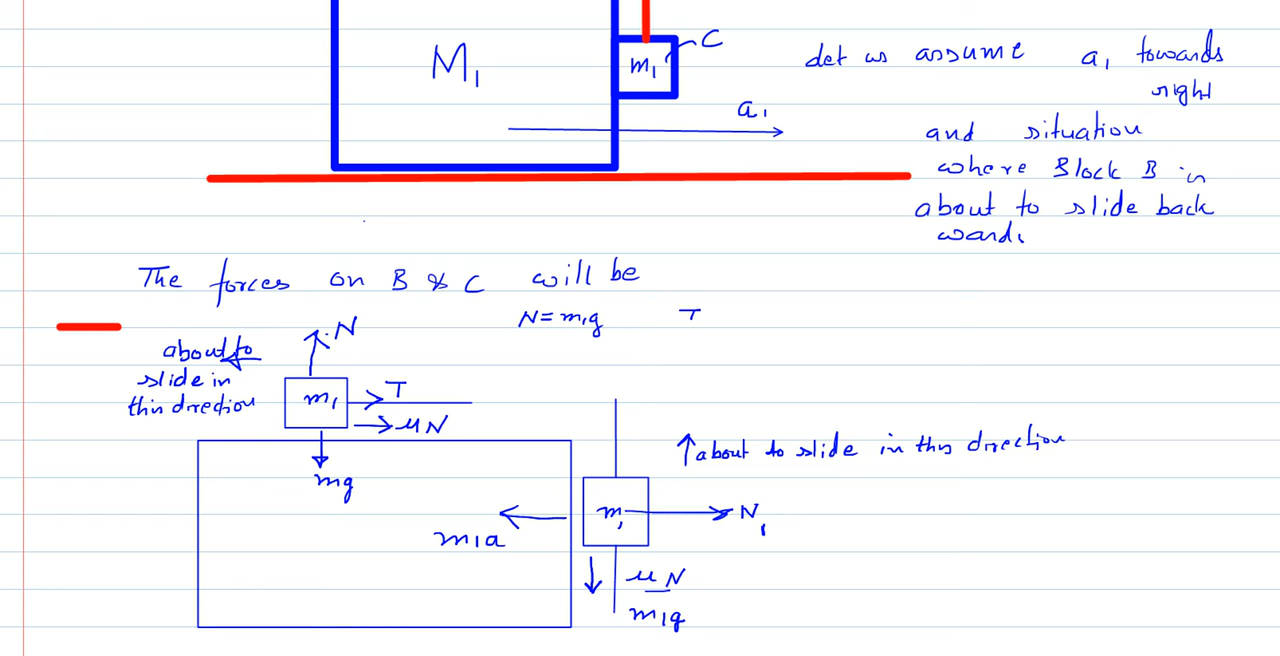 M1
m1
C
a1
det us assume a1 towards
right
and situation
where Block B is
about to slide back
wards
The forces on B & C will be
N = m1g T
N
about to
slide in
this direction
m1
T
μN
mg
↑ about to slide in this direction
m1
N1
m1a
μN
m1g